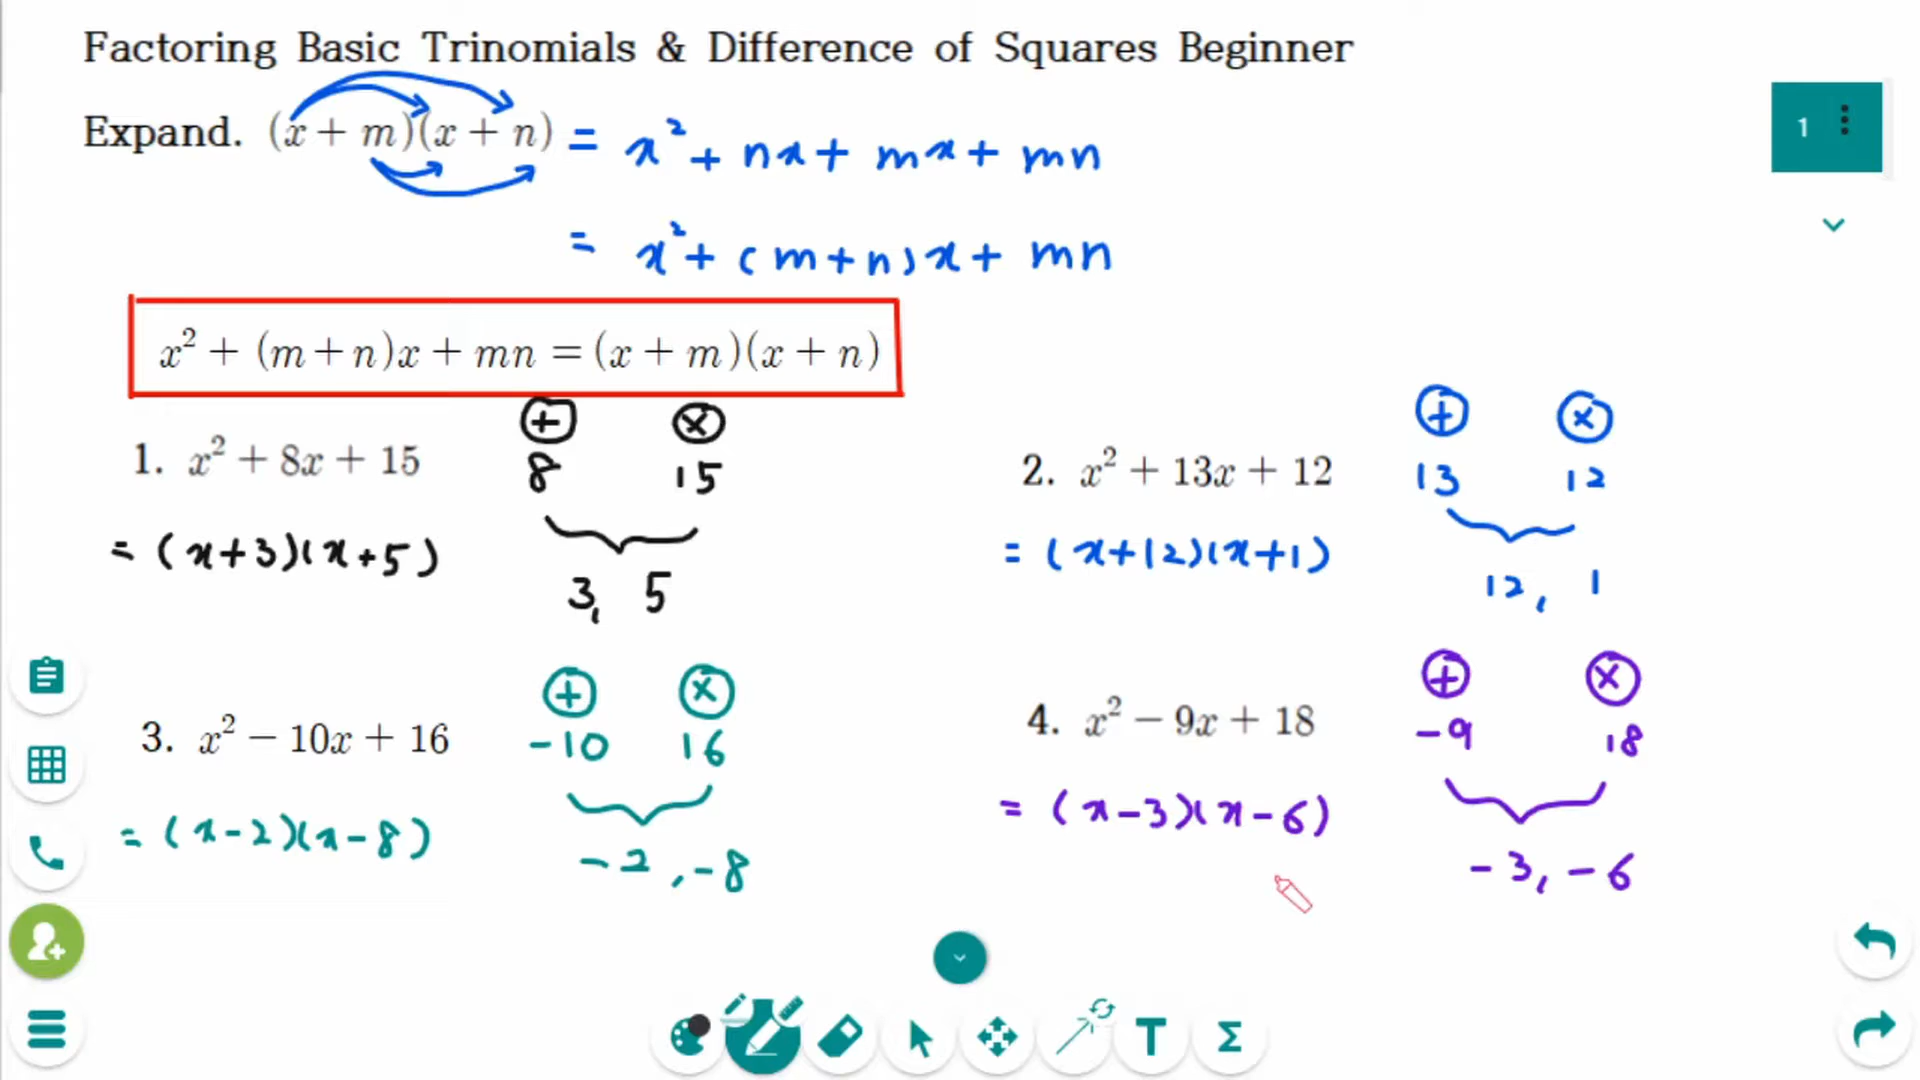 Factoring Basic Trinomials & Difference of Squares Beginner
Expand. (x + m)(x + n) = x² + nx + mx + mn
= x² + (m+n)x + mn
x² + (m+n)x + mn = (x + m)(x + n)
1. x² + 8x + 15
= (x+3)(x+5)
+ ×
8 15
3, 5
2. x² + 13x + 12
= (x+12)(x+1)
+ ×
13 12
12, 1
3. x² − 10x + 16
= (x-2)(x-8)
+ ×
-10 16
-2, -8
4. x² − 9x + 18
= (x-3)(x-6)
+ ×
-9 18
-3, -6
1
T Σ